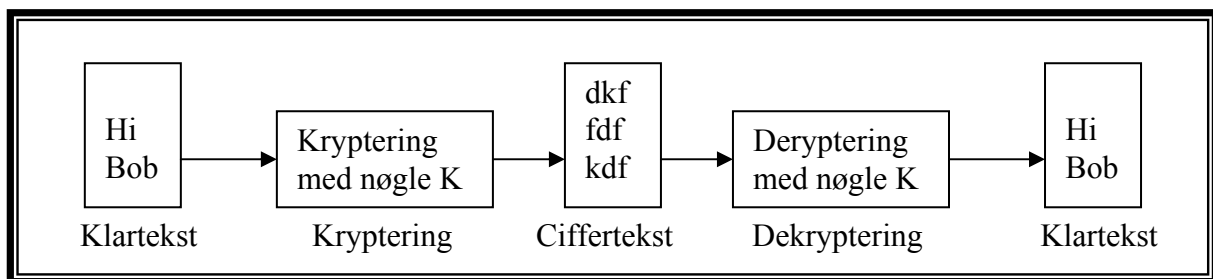 Hi
Bob
Kryptering
med nøgle K
dkf
fdf
kdf
Deryptering
med nøgle K
Hi
Bob
Klartekst
Kryptering
Ciffertekst
Dekryptering
Klartekst